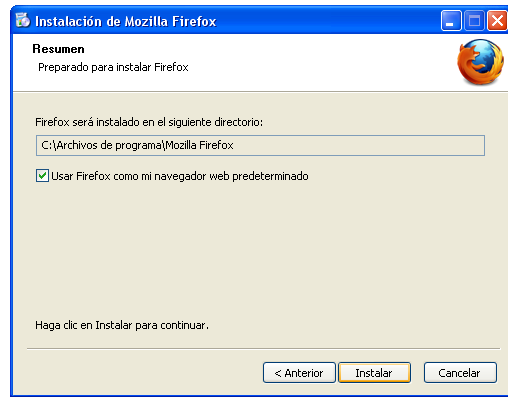 Instalación de Mozilla Firefox
Resumen
Preparado para instalar Firefox
Firefox será instalado en el siguiente directorio:
C:\Archivos de programa\Mozilla Firefox
Usar Firefox como mi navegador web predeterminado
Haga clic en Instalar para continuar.
< Anterior Instalar Cancelar